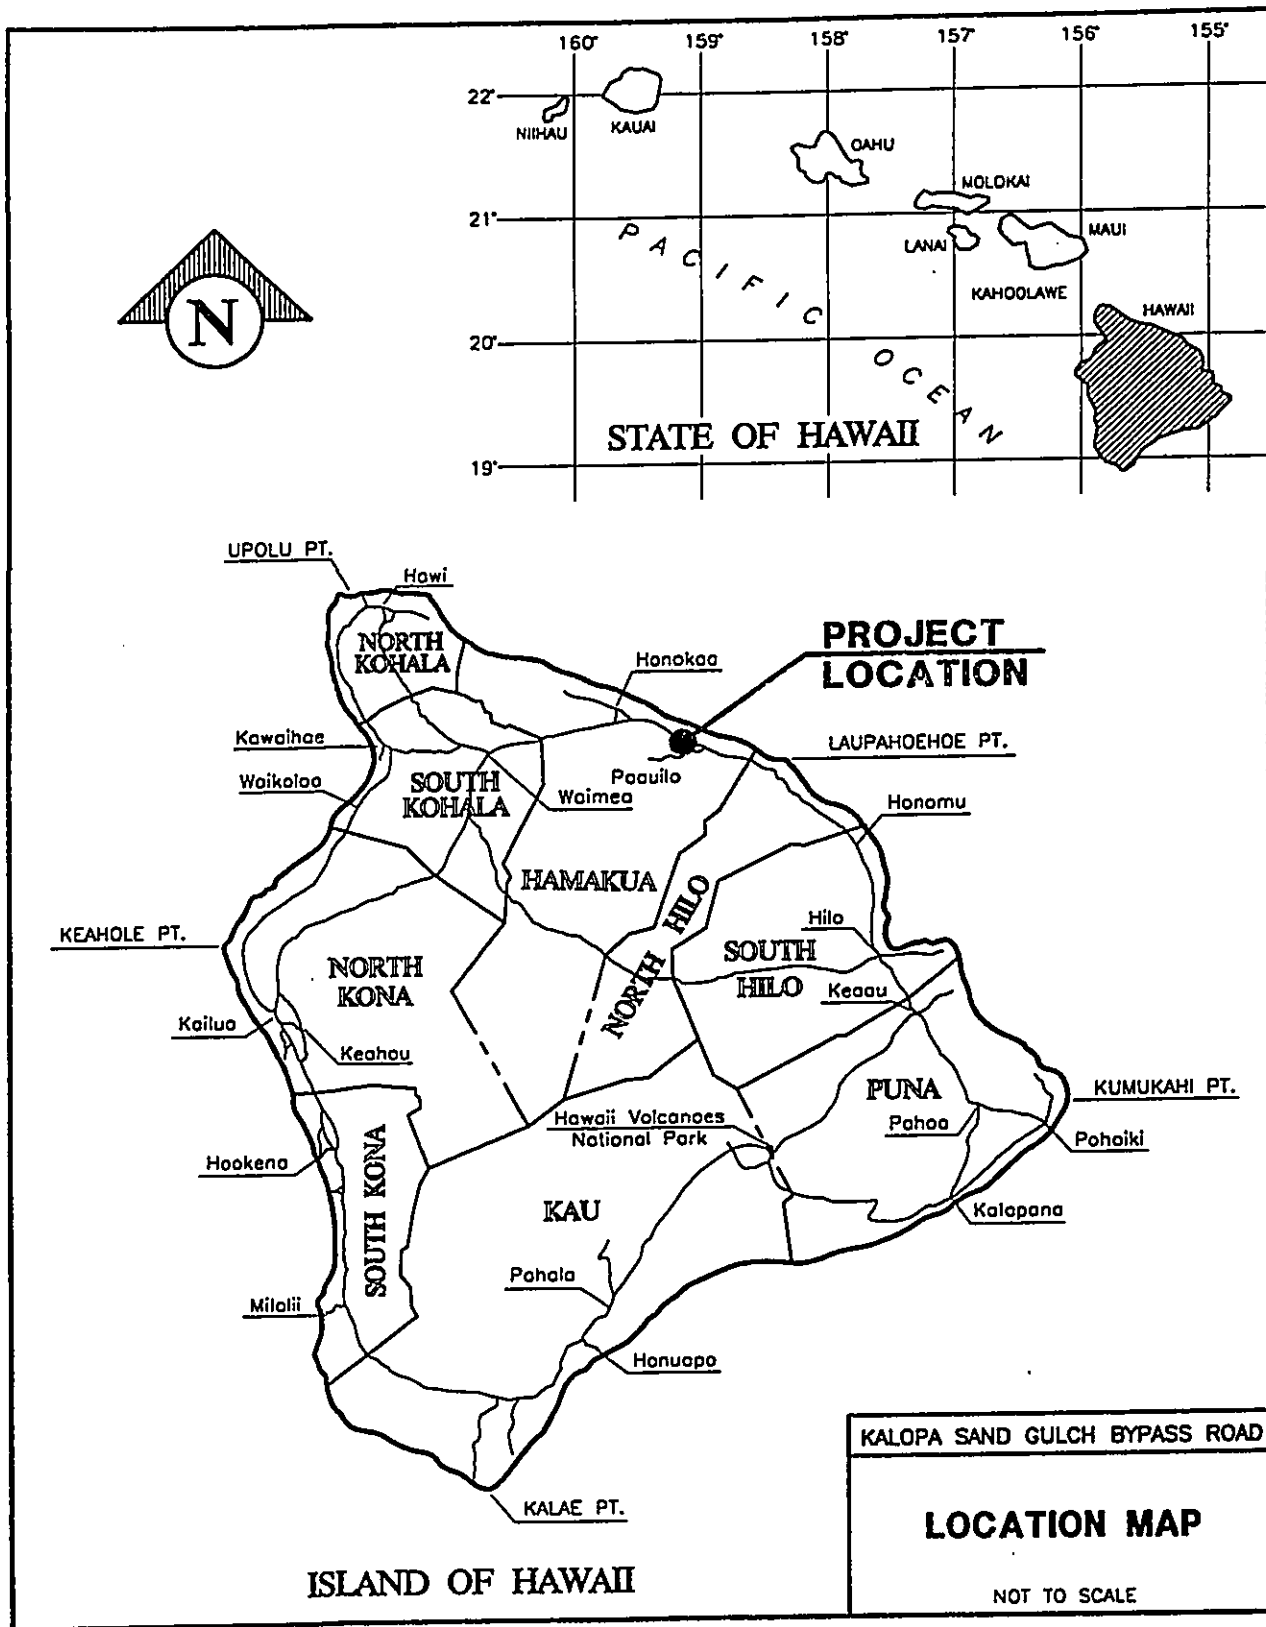 160° 159° 158° 157° 156° 155°
22°
NIIHAU
KAUAI
OAHU
MOLOKAI
21°
LANAI
MAUI
PACIFIC OCEAN
KAHOOLAWE
HAWAII
N
20°
STATE OF HAWAII
19°
UPOLU PT.
Hawi
NORTH
KOHALA
PROJECT
LOCATION
Honokaa
Kawaihae
LAUPAHOEHOE PT.
Waikoloa
SOUTH
KOHALA
Paauilo
Waimea
Honomu
HAMAKUA
NORTH HILO
KEAHOLE PT.
Hilo
NORTH
KONA
SOUTH
HILO
Keaau
Kailua
Keahou
PUNA
KUMUKAHI PT.
Hawaii Volcanoes
National Park
Pahoa
Pohoiki
Hookena
SOUTH KONA
KAU
Kalapana
Pahala
Milolii
Honuapo
KALAE PT.
KALOPA SAND GULCH BYPASS ROAD
LOCATION MAP
NOT TO SCALE
ISLAND OF HAWAII